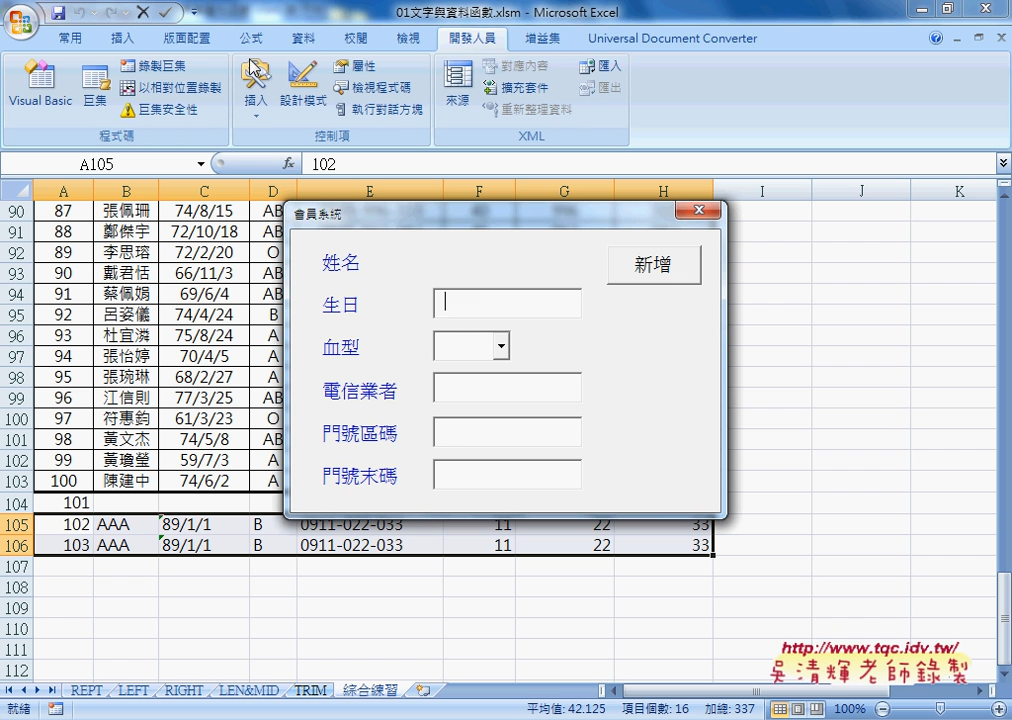 01文字與資料函數.xlsm - Microsoft Excel
常用 插入 版面配置 公式 資料 校閱 檢視 開發人員 增益集 Universal Document Converter
Visual Basic 巨集 錄製巨集 以相對位置錄製 巨集安全性 程式碼
插入 設計模式 屬性 檢視程式碼 執行對話方塊 控制項
來源 對應內容 擴充套件 重新整理資料 匯入 匯出 XML
A105 fx 102
A B C D E F G H I J K
90 87 張佩珊 74/8/15 AB
91 88 鄭傑宇 72/10/18 AB
92 89 李思瑢 72/2/20 O
93 90 戴君恬 66/11/3 AB
94 91 蔡佩娟 69/6/4 AB
95 92 呂姿儀 74/4/24 B
96 93 杜宜潾 75/8/24 A
97 94 張怡婷 70/4/5 A
98 95 張琬琳 68/2/27 A
99 96 江信則 77/3/25 AB
100 97 符惠鈞 61/3/23 O
101 98 黃文杰 74/5/8 AB
102 99 黃瓊瑩 59/7/3 A
103 100 陳建中 74/6/2 A
104 101
105 102 AAA 89/1/1 B 0911-022-033 11 22 33
106 103 AAA 89/1/1 B 0911-022-033 11 22 33
107
108
109
110
111
112
會員系統
姓名 新增
生日
血型
電信業者
門號區碼
門號末碼
http://www.tqc.idv.tw/
吳清輝老師錄製
REPT LEFT RIGHT LEN&MID TRIM 綜合練習
就緒 平均值: 42.125 項目個數: 16 加總: 337 100%